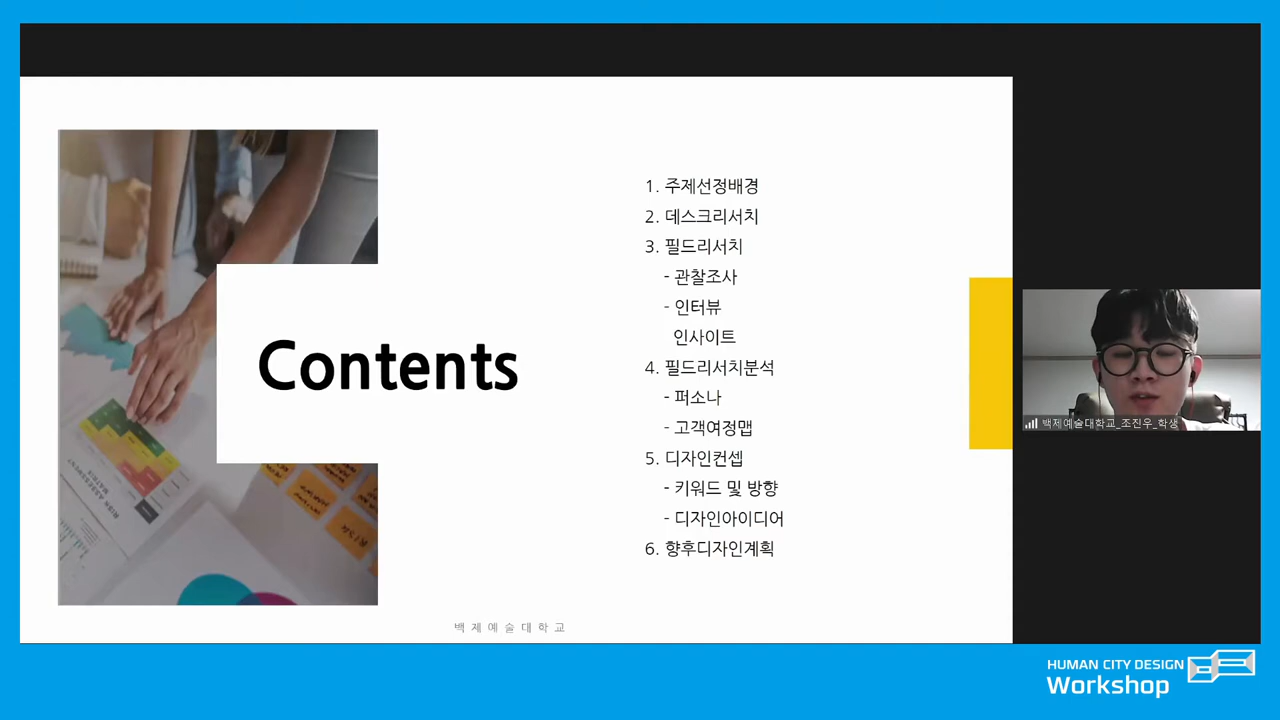 Contents
1. 주제선정배경
2. 데스크리서치
3. 필드리서치
- 관찰조사
- 인터뷰
인사이트
4. 필드리서치분석
- 퍼소나
- 고객여정맵
5. 디자인컨셉
- 키워드 및 방향
- 디자인아이디어
6. 향후디자인계획
RISK ASSESSMENT
MATRIX
RISK
백제예술대학교
백제예술대학교_조진우_학생
HUMAN CITY DESIGN
Workshop